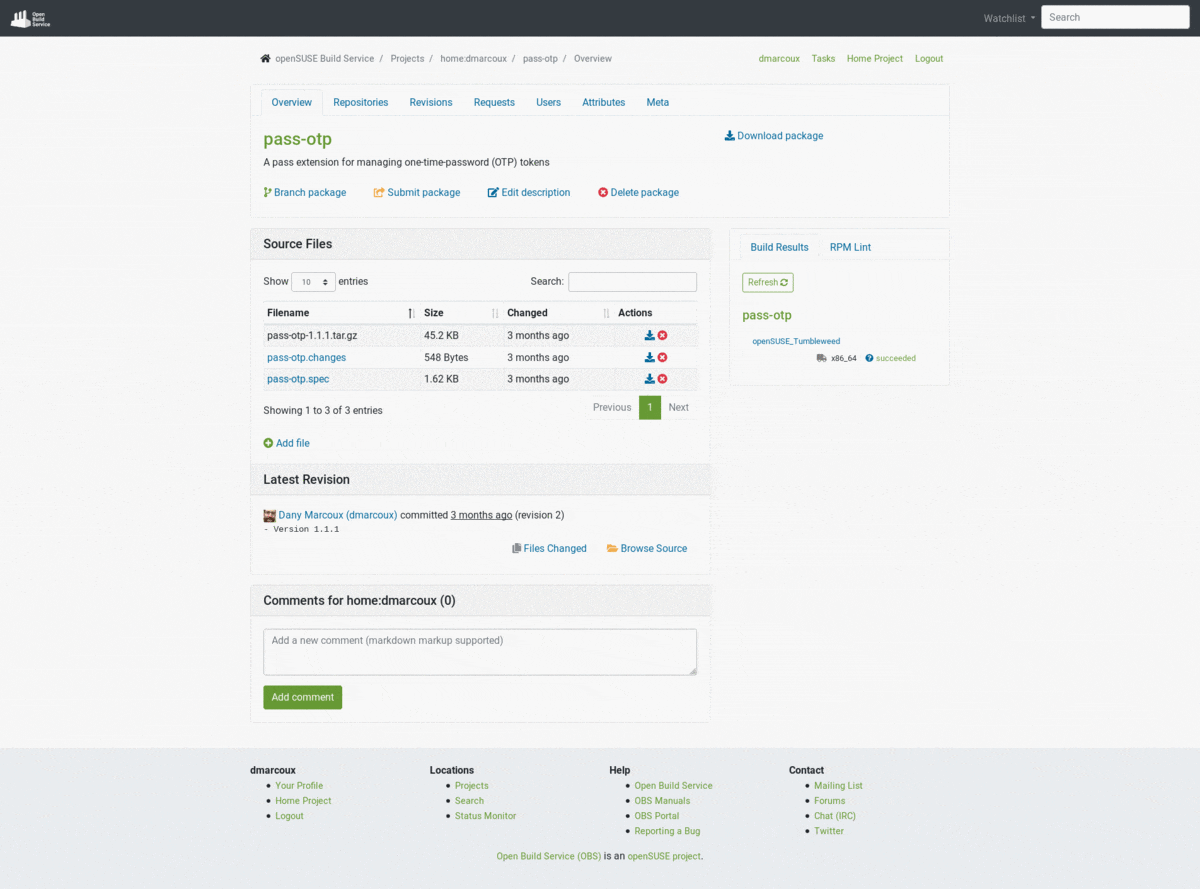 Open Build Service Watchlist Search
openSUSE Build Service / Projects / home:dmarcoux / pass-otp / Overview dmarcoux Tasks Home Project Logout
Overview Repositories Revisions Requests Users Attributes Meta
pass-otp
Download package
A pass extension for managing one-time-password (OTP) tokens
Branch package Submit package Edit description Delete package
Source Files
Show 10 entries Search:
Filename Size Changed Actions
pass-otp-1.1.1.tar.gz 45.2 KB 3 months ago
pass-otp.changes 548 Bytes 3 months ago
pass-otp.spec 1.62 KB 3 months ago
Showing 1 to 3 of 3 entries Previous 1 Next
Add file
Build Results RPM Lint
Refresh
pass-otp
openSUSE_Tumbleweed
x86_64 succeeded
Latest Revision
Dany Marcoux (dmarcoux) committed 3 months ago (revision 2)
- Version 1.1.1
Files Changed Browse Source
Comments for home:dmarcoux (0)
Add a new comment (markdown markup supported)
Add comment
dmarcoux
Your Profile
Home Project
Logout
Locations
Projects
Search
Status Monitor
Help
Open Build Service
OBS Manuals
OBS Portal
Reporting a Bug
Contact
Mailing List
Forums
Chat (IRC)
Twitter
Open Build Service (OBS) is an openSUSE project.